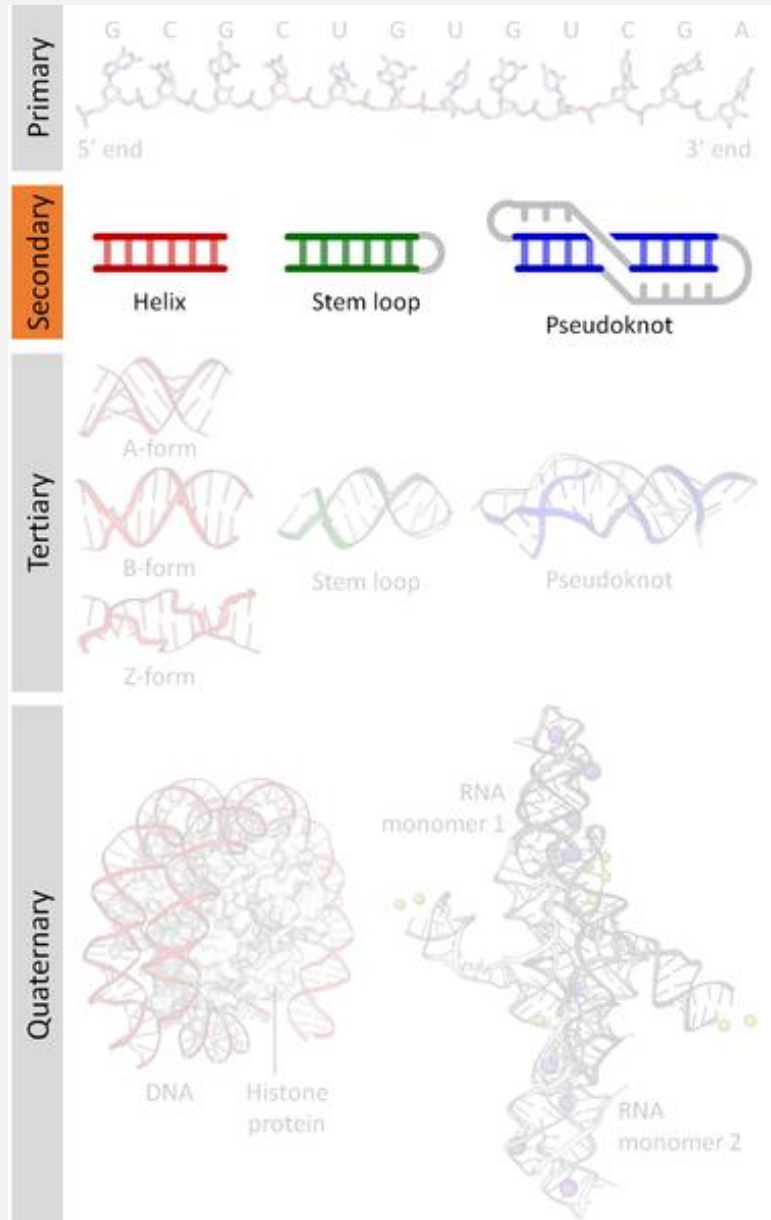 Primary
G C G C U G U G U C G A
5' end 3' end
Secondary
Helix
Stem loop
Pseudoknot
Tertiary
A-form
B-form
Stem loop
Pseudoknot
Z-form
Quaternary
RNA
monomer 1
DNA
Histone
protein
RNA
monomer 2